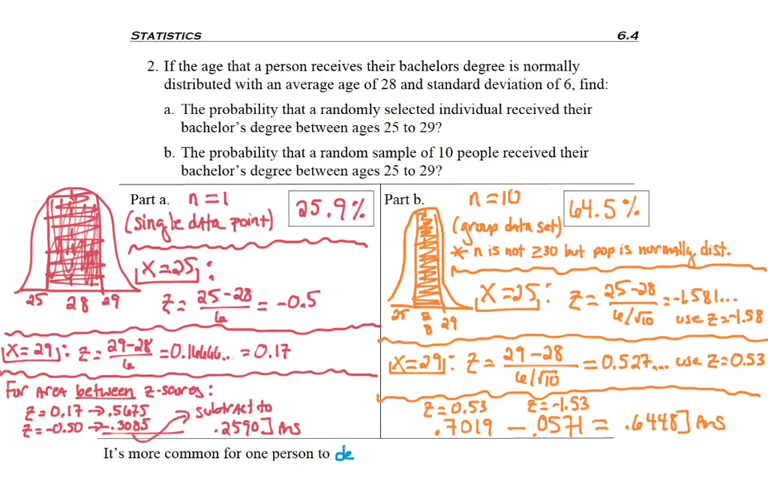 STATISTICS 6.4
2. If the age that a person receives their bachelors degree is normally
distributed with an average age of 28 and standard deviation of 6, find:
a. The probability that a randomly selected individual received their
bachelor's degree between ages 25 to 29?
b. The probability that a random sample of 10 people received their
bachelor's degree between ages 25 to 29?
Part a. n=1
(single data point)
25.9%
25 28 29
X=25:
z = 25-28/6 = -0.5
X=29: z = 29-28/6 = 0.1666... = 0.17
For Area between z-scores:
z=0.17 → .5675
z=-0.50 → -.3085
subtract to
.2590] Ans
Part b. n=10
(group data set)
64.5%
* n is not ≥30 but pop is normally dist.
25 28 29
X=25: z = 25-28/6/√10 = -1.581... use z=-1.58
X=29: z = 29-28/6/√10 = 0.527... use z=0.53
z=0.53 z=-1.53
.7019 - .0571 = .6448] Ans
It's more common for one person to de